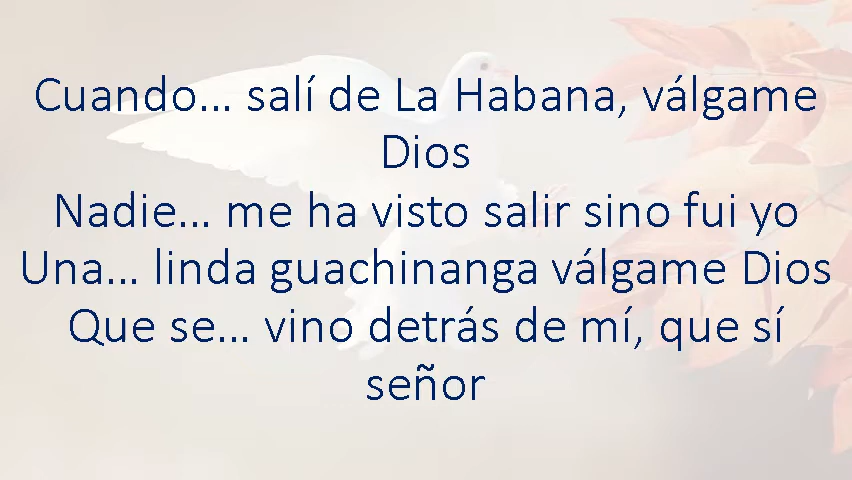 Cuando... salí de La Habana, válgame
Dios
Nadie... me ha visto salir sino fui yo
Una... linda guachinanga válgame Dios
Que se... vino detrás de mí, que sí
señor